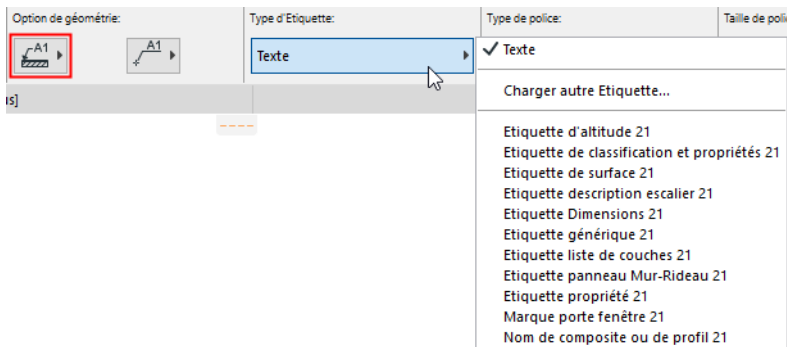 Option de géométrie:
Type d'Etiquette:
Type de police:
Taille de poli
A1
A1
Texte
Texte
us]
Charger autre Etiquette...
Etiquette d'altitude 21
Etiquette de classification et propriétés 21
Etiquette de surface 21
Etiquette description escalier 21
Etiquette Dimensions 21
Etiquette générique 21
Etiquette liste de couches 21
Etiquette panneau Mur-Rideau 21
Etiquette propriété 21
Marque porte fenêtre 21
Nom de composite ou de profil 21